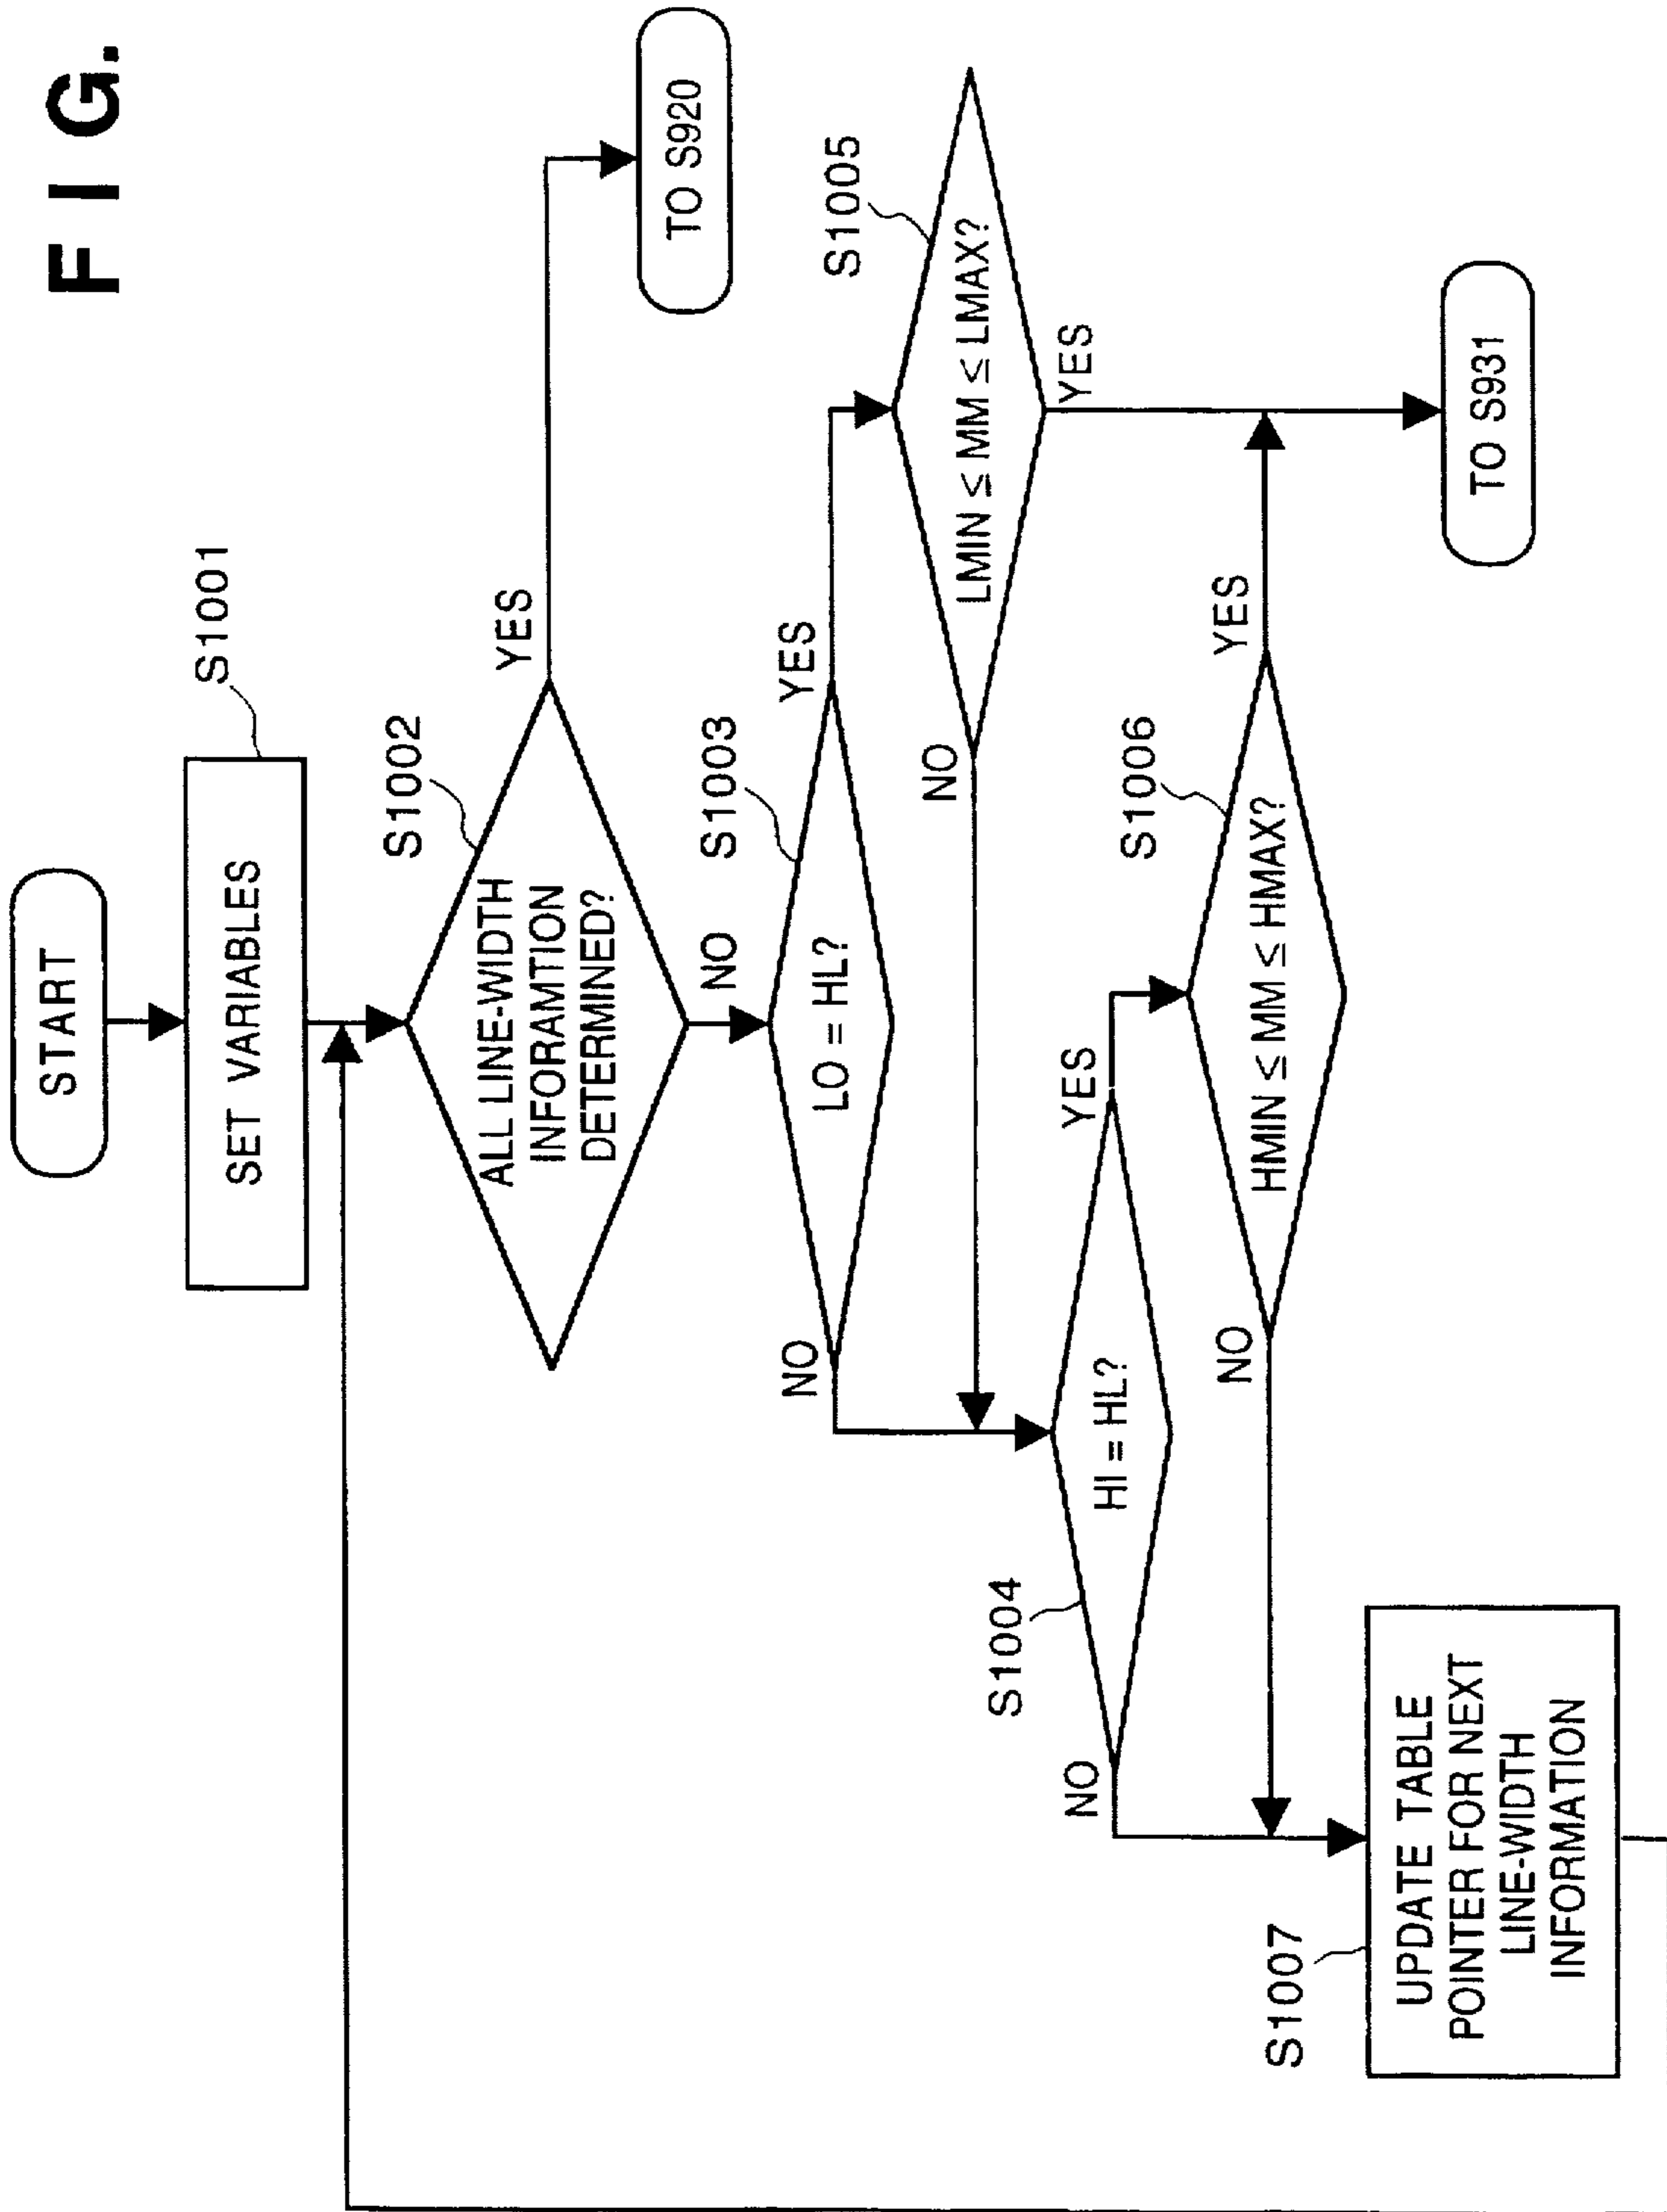 F I G.
START
SET VARIABLES
S1001
S1002
ALL LINE-WIDTH
INFORAMTION
DETERMINED?
YES
TO S920
NO
S1003
LO = HL?
YES
NO
S1005
LMIN ≤ MM ≤ LMAX?
NO
YES
S1004
HI = HL?
YES
NO
S1006
HMIN ≤ MM ≤ HMAX?
YES
NO
TO S931
S1007
UPDATE TABLE
POINTER FOR NEXT
LINE-WIDTH
INFORMATION